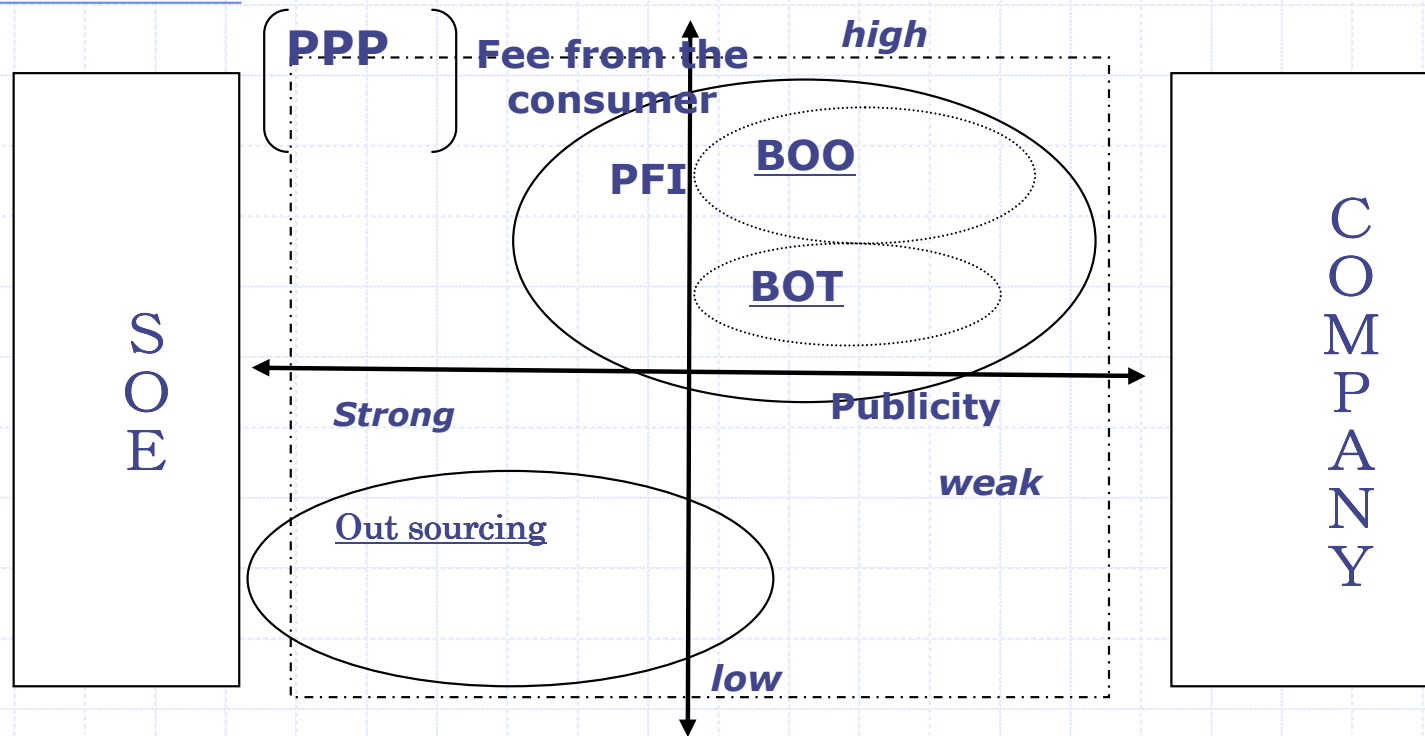 PPP
Fee from the
consumer
high
PFI
BOO
BOT
S
O
E
C
O
M
P
A
N
Y
Strong
Publicity
weak
Out sourcing
low